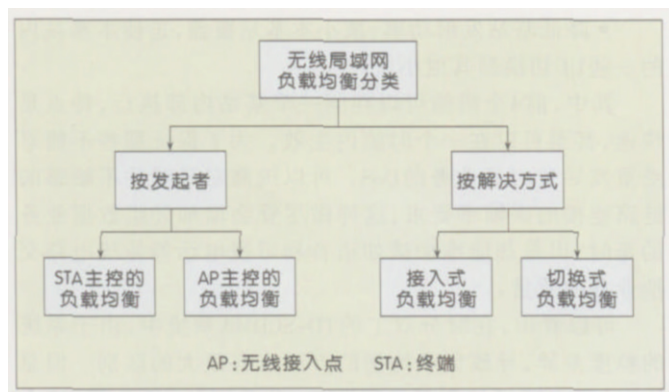 无线局域网
负载均衡分类
按发起者
按解决方式
STA主控的
负载均衡
AP主控的
负载均衡
接入式
负载均衡
切换式
负载均衡
AP:无线接入点 STA:终端